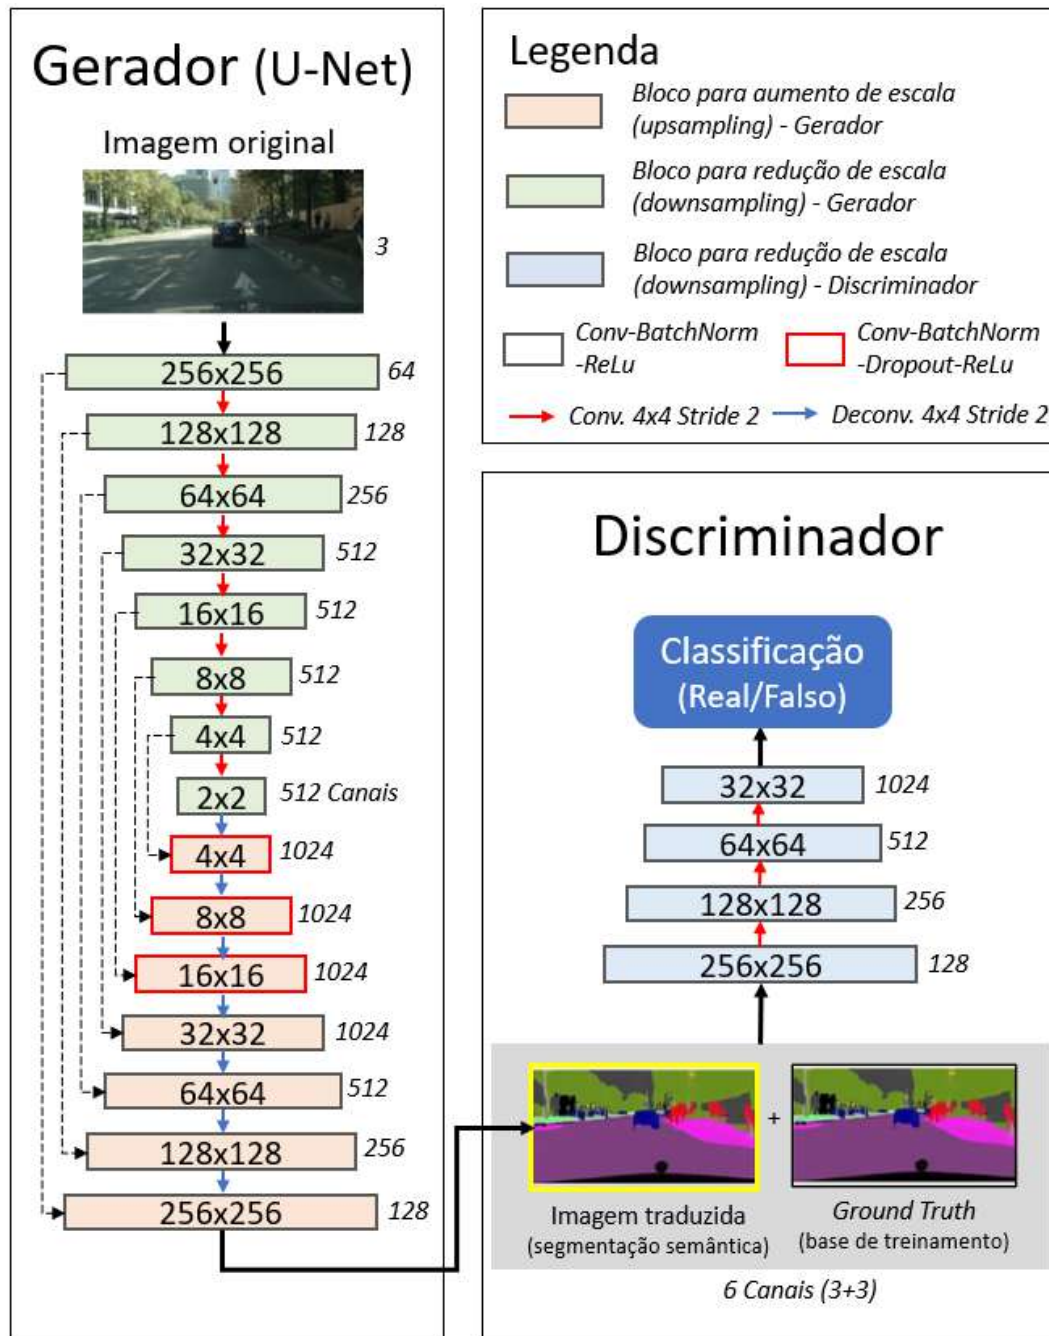 Gerador (U-Net)
Imagem original
3
256x256 64
128x128 128
64x64 256
32x32 512
16x16 512
8x8 512
4x4 512
2x2 512 Canais
4x4 1024
8x8 1024
16x16 1024
32x32 1024
64x64 512
128x128 256
256x256 128
Legenda
Bloco para aumento de escala
(upsampling) - Gerador
Bloco para redução de escala
(downsampling) - Gerador
Bloco para redução de escala
(downsampling) - Discriminador
Conv-BatchNorm
-ReLu
Conv-BatchNorm
-Dropout-ReLu
Conv. 4x4 Stride 2
Deconv. 4x4 Stride 2
Discriminador
Classificação
(Real/Falso)
32x32 1024
64x64 512
128x128 256
256x256 128
+
Imagem traduzida
(segmentação semântica)
Ground Truth
(base de treinamento)
6 Canais (3+3)